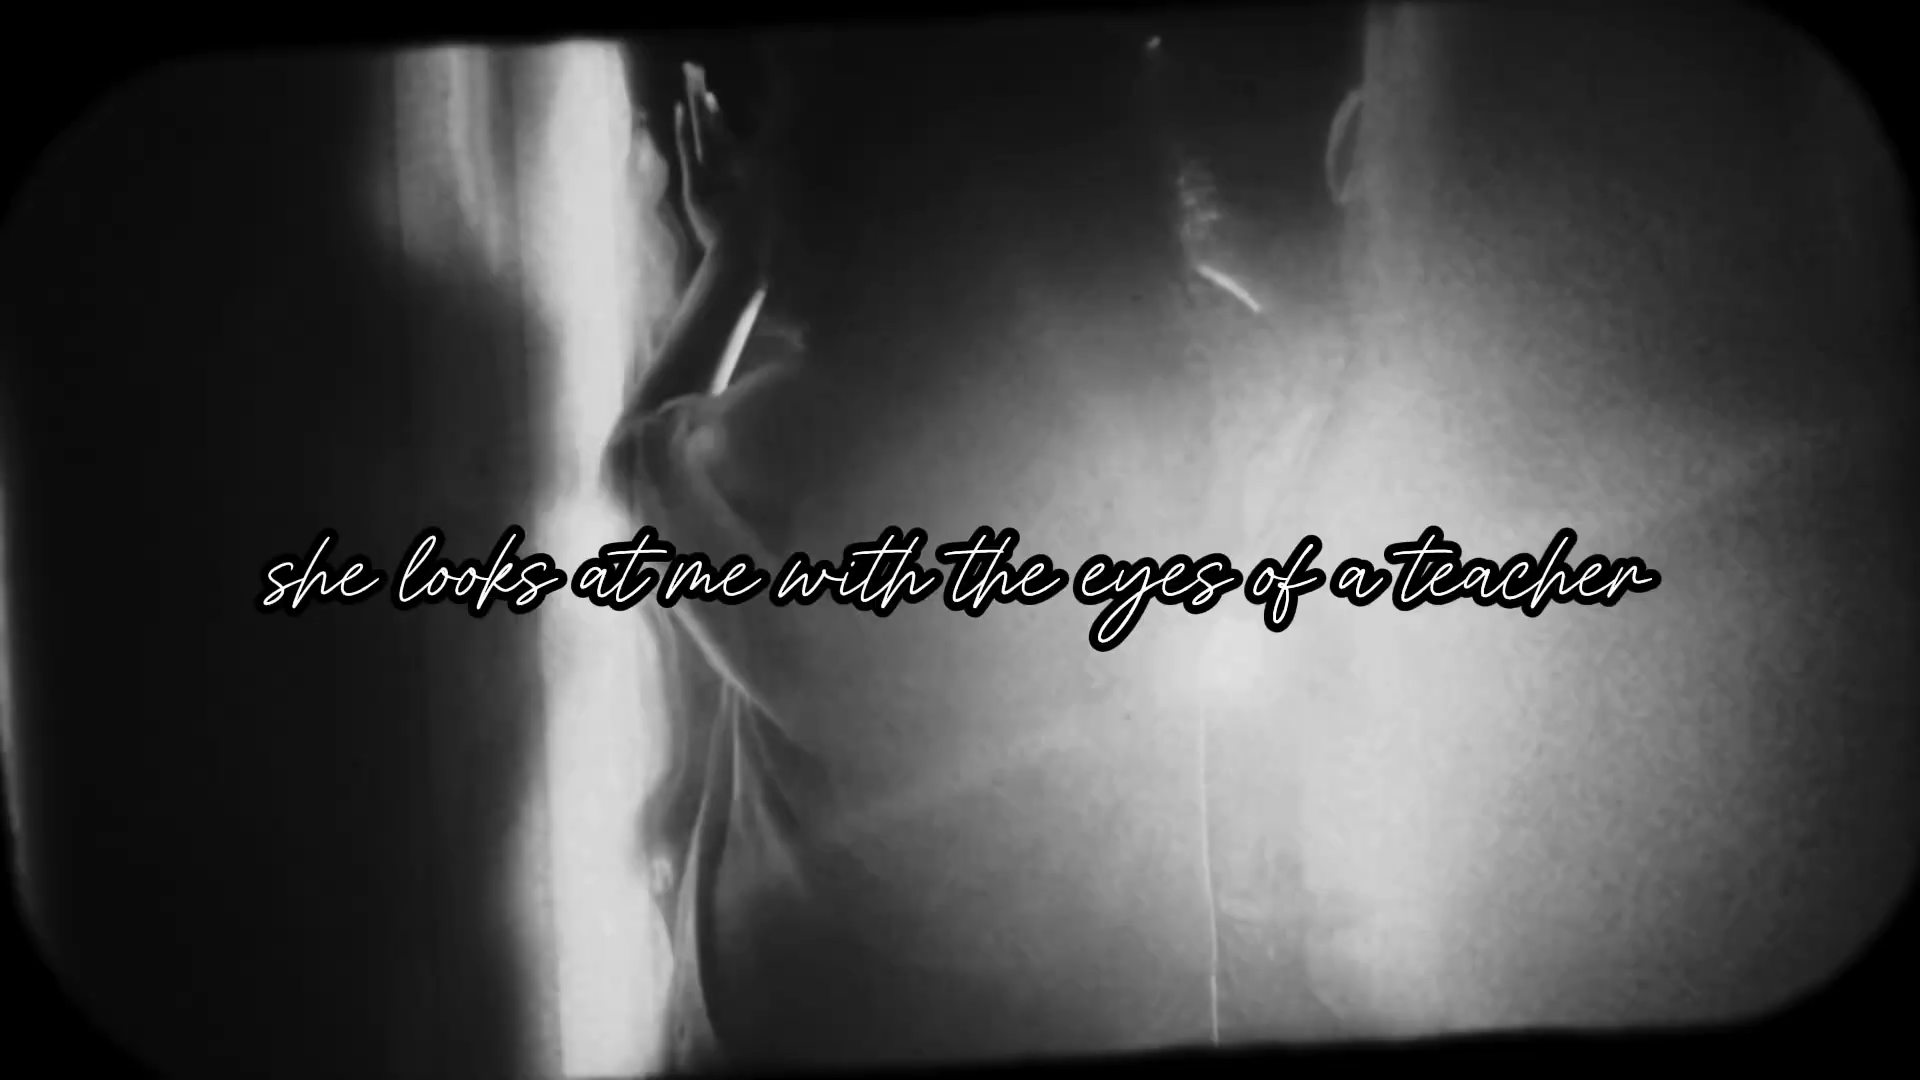 she looks at me with the eyes of a teacher